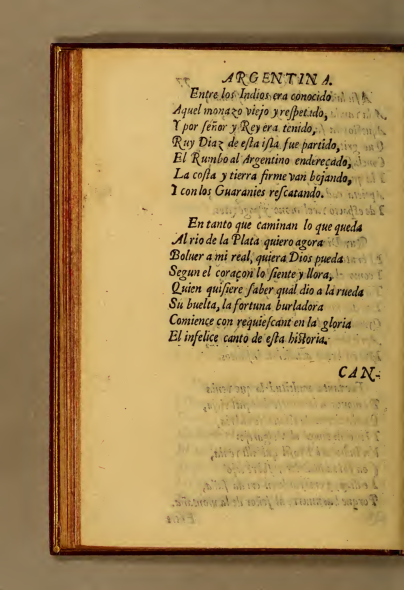 ARGENTINA.
Entre los Indios era conocido
Aquel monazo viejo y reſpetado,
Y por ſeñor y Rey era tenido,
Ruy Diaz de eſta iſla fue partido,
El Rumbo al Argentino endereçado,
La coſta y tierra firme van bojando,
Y con los Guaranies reſcatando.
En tanto que caminan lo que queda
Al rio de la Plata quiero agora
Boluer a mi real, quiera Dios pueda
Segun el coraçon lo ſiente y llora,
Quien quiſiere ſaber qual dio a la rueda
Su buelta, la fortuna burladora
Comience con requieſcant en la gloria
El infelice canto de eſta hiſtoria.
CAN-